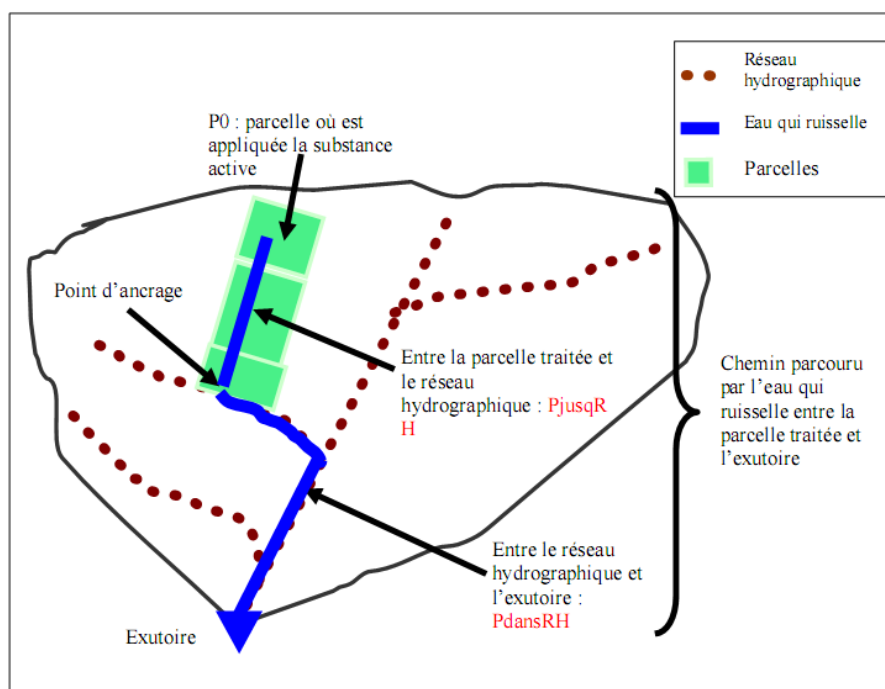 Réseau
hydrographique
Eau qui ruisselle
Parcelles
P0 : parcelle où est
appliquée la substance
active
Point d’ancrage
Entre la parcelle traitée et
le réseau
hydrographique : PjusqR
H
Chemin parcouru
par l’eau qui
ruisselle entre la
parcelle traitée et
l’exutoire
Entre le réseau
hydrographique et
l’exutoire :
PdansRH
Exutoire